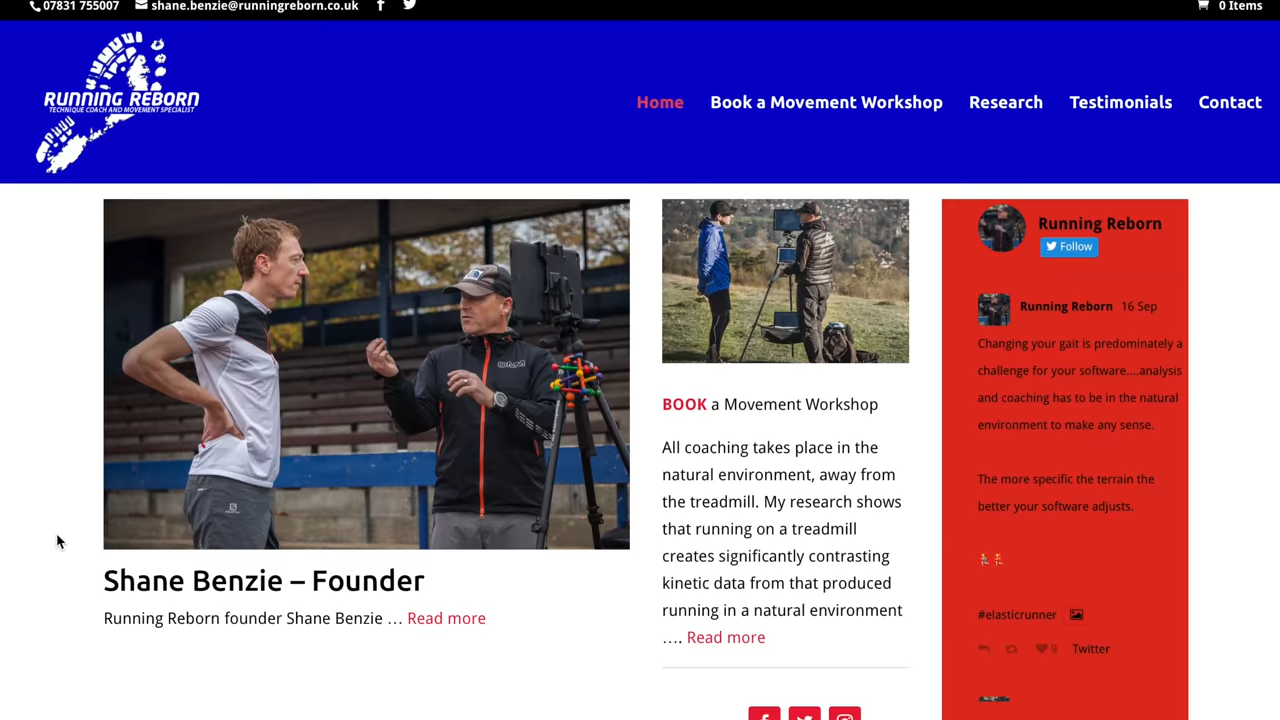 07831 755007 shane.benzie@runningreborn.co.uk
0 Items
RUNNING REBORN
TECHNIQUE COACH AND MOVEMENT SPECIALIST
Home Book a Movement Workshop Research Testimonials Contact
OMM
Shane Benzie – Founder
Running Reborn founder Shane Benzie … Read more
BOOK a Movement Workshop
All coaching takes place in the
natural environment, away from
the treadmill. My research shows
that running on a treadmill
creates significantly contrasting
kinetic data from that produced
running in a natural environment
…. Read more
Running Reborn
Follow
Running Reborn 16 Sep
Changing your gait is predominately a
challenge for your software....analysis
and coaching has to be in the natural
environment to make any sense.
The more specific the terrain the
better your software adjusts.
#elasticrunner
9 Twitter